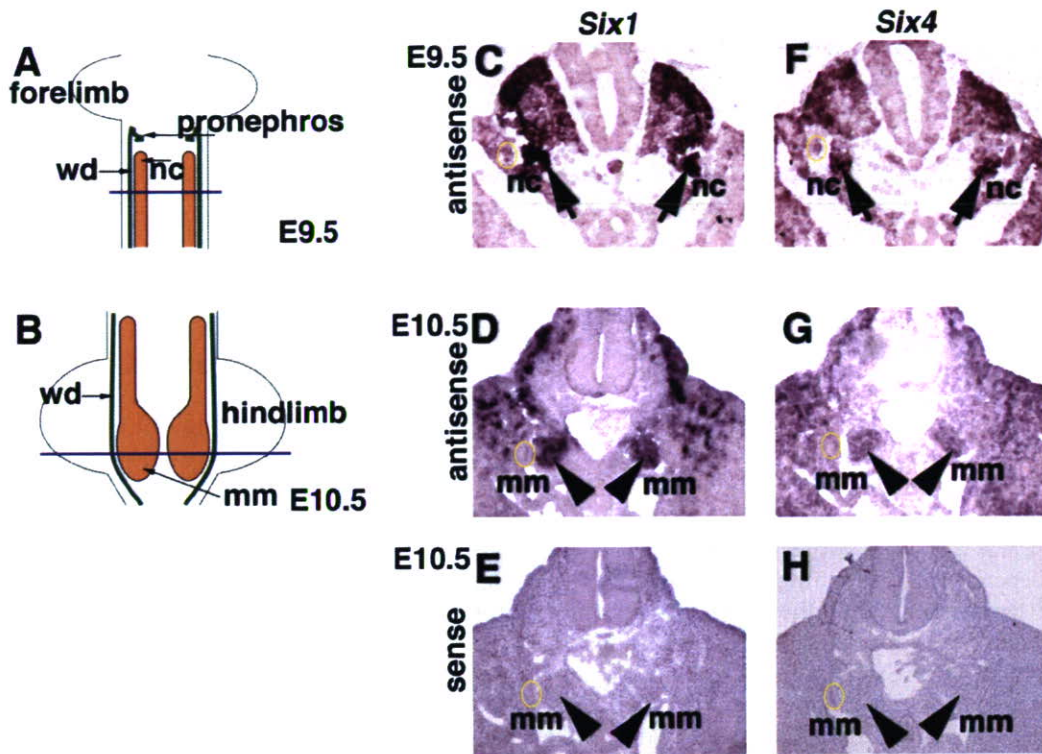 Six1
Six4
A
forelimb
pronephros
wd
nc
E9.5
B
wd
hindlimb
mm
E10.5
E9.5
antisense
C
nc
nc
F
nc
nc
E10.5
antisense
D
mm
mm
G
mm
mm
E10.5
sense
E
mm
mm
H
mm
mm